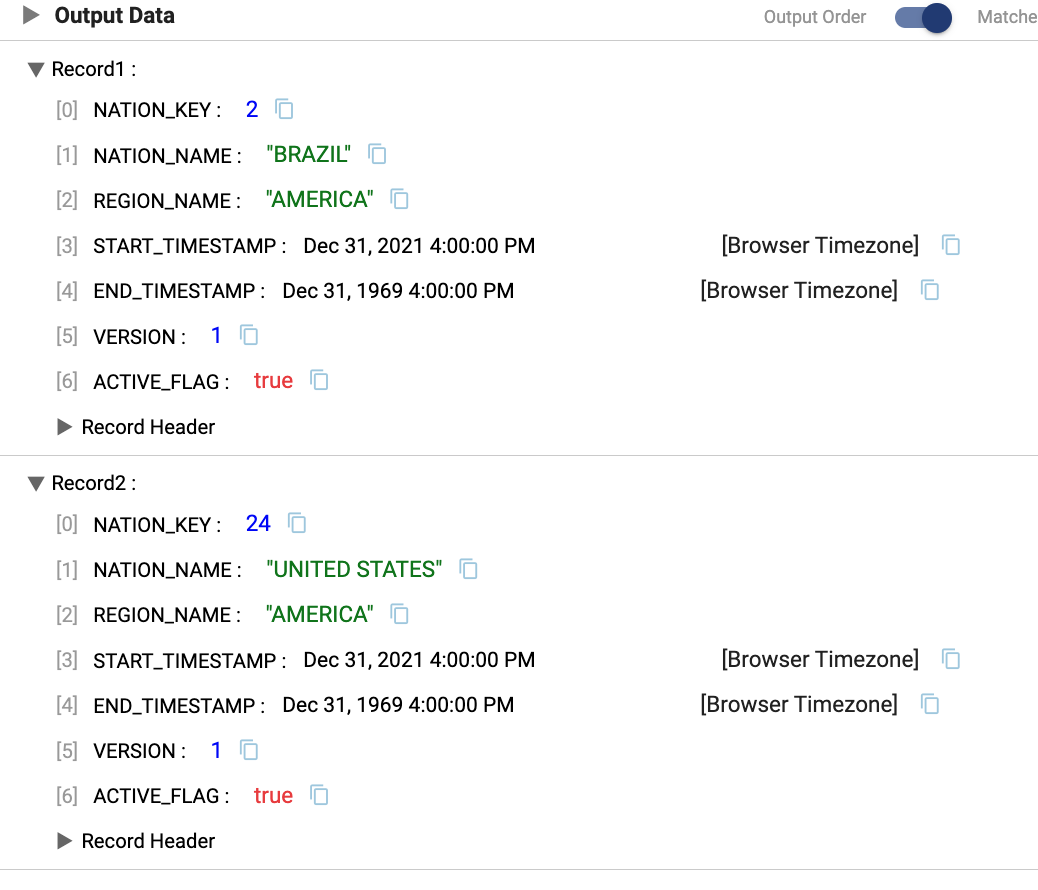 Output Data Output Order Matche
Record1 :
[0] NATION_KEY : 2
[1] NATION_NAME : "BRAZIL"
[2] REGION_NAME : "AMERICA"
[3] START_TIMESTAMP : Dec 31, 2021 4:00:00 PM [Browser Timezone]
[4] END_TIMESTAMP : Dec 31, 1969 4:00:00 PM [Browser Timezone]
[5] VERSION : 1
[6] ACTIVE_FLAG : true
Record Header
Record2 :
[0] NATION_KEY : 24
[1] NATION_NAME : "UNITED STATES"
[2] REGION_NAME : "AMERICA"
[3] START_TIMESTAMP : Dec 31, 2021 4:00:00 PM [Browser Timezone]
[4] END_TIMESTAMP : Dec 31, 1969 4:00:00 PM [Browser Timezone]
[5] VERSION : 1
[6] ACTIVE_FLAG : true
Record Header